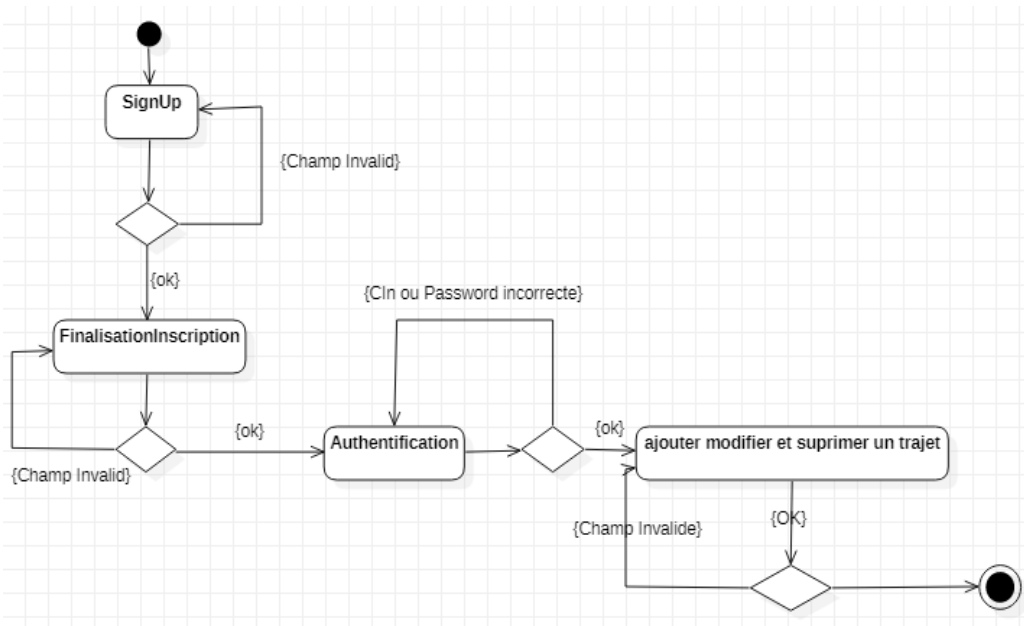 SignUp
{Champ Invalid}
{ok}
{CIn ou Password incorrecte}
FinalisationInscription
{ok}
{ok}
Authentification
ajouter modifier et suprimer un trajet
{Champ Invalid}
{Champ Invalide}
{OK}